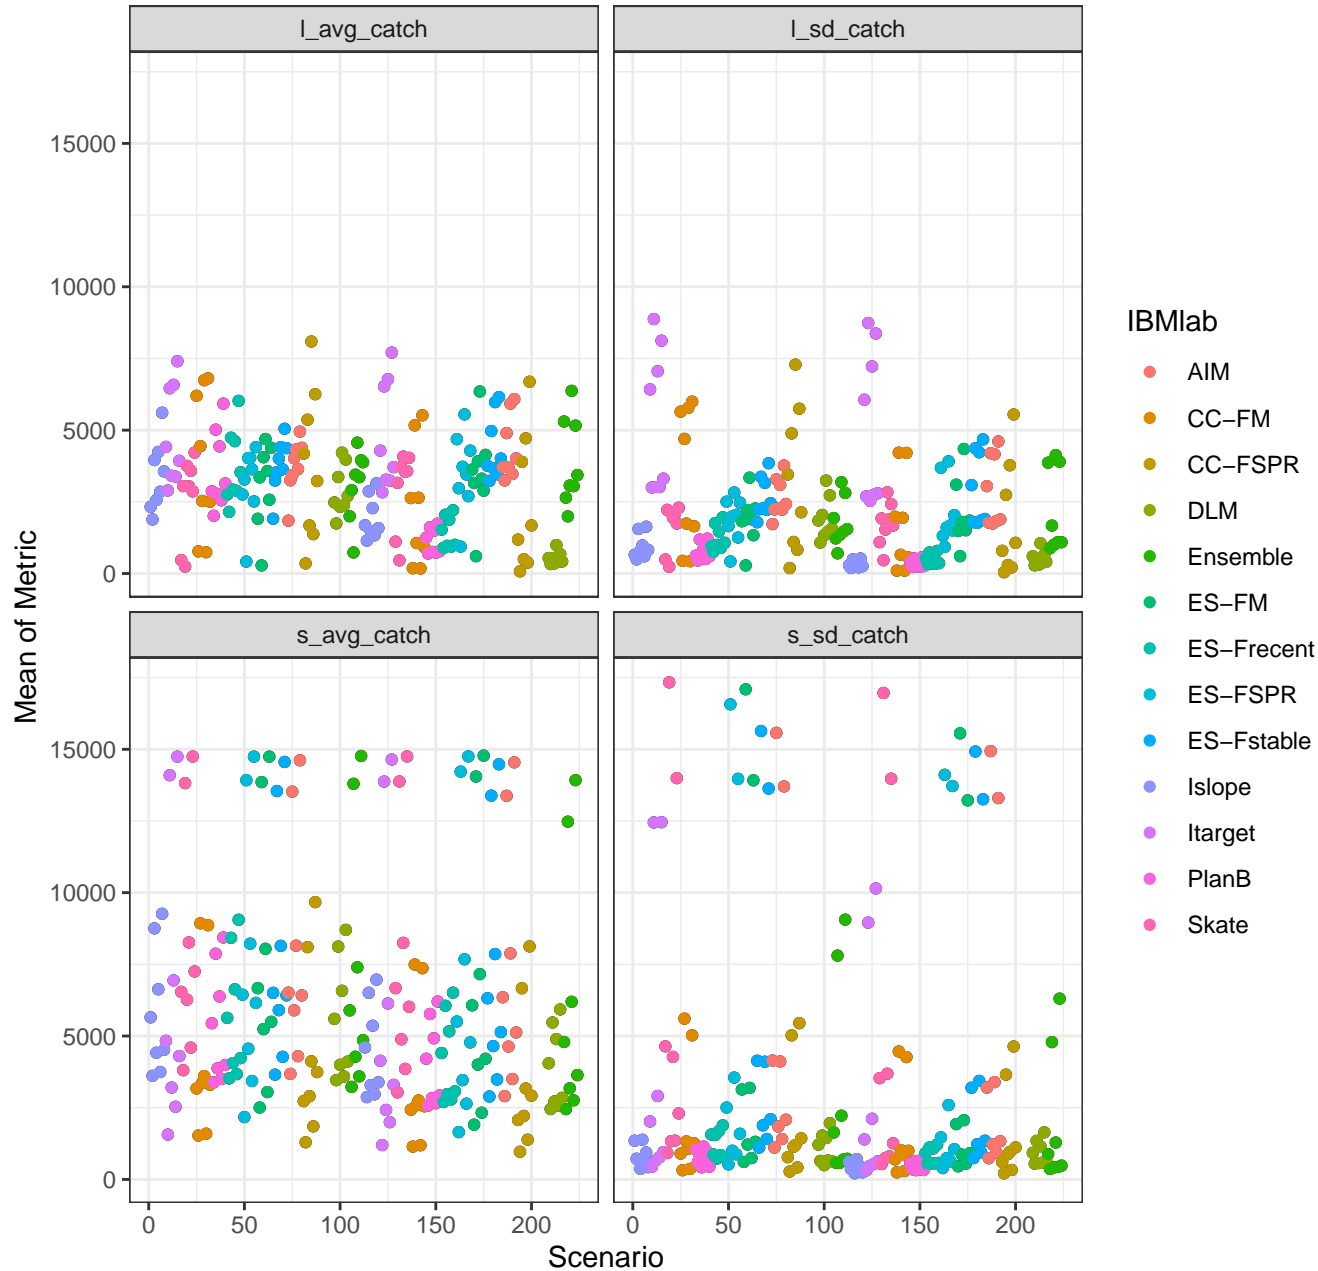 l_avg_catch
l_sd_catch
15000
10000
5000
0
s_avg_catch
s_sd_catch
15000
10000
5000
0
0 50 100 150 200
0 50 100 150 200
Scenario
Mean of Metric
IBMlab
AIM
CC−FM
CC−FSPR
DLM
Ensemble
ES−FM
ES−Frecent
ES−FSPR
ES−Fstable
Islope
Itarget
PlanB
Skate